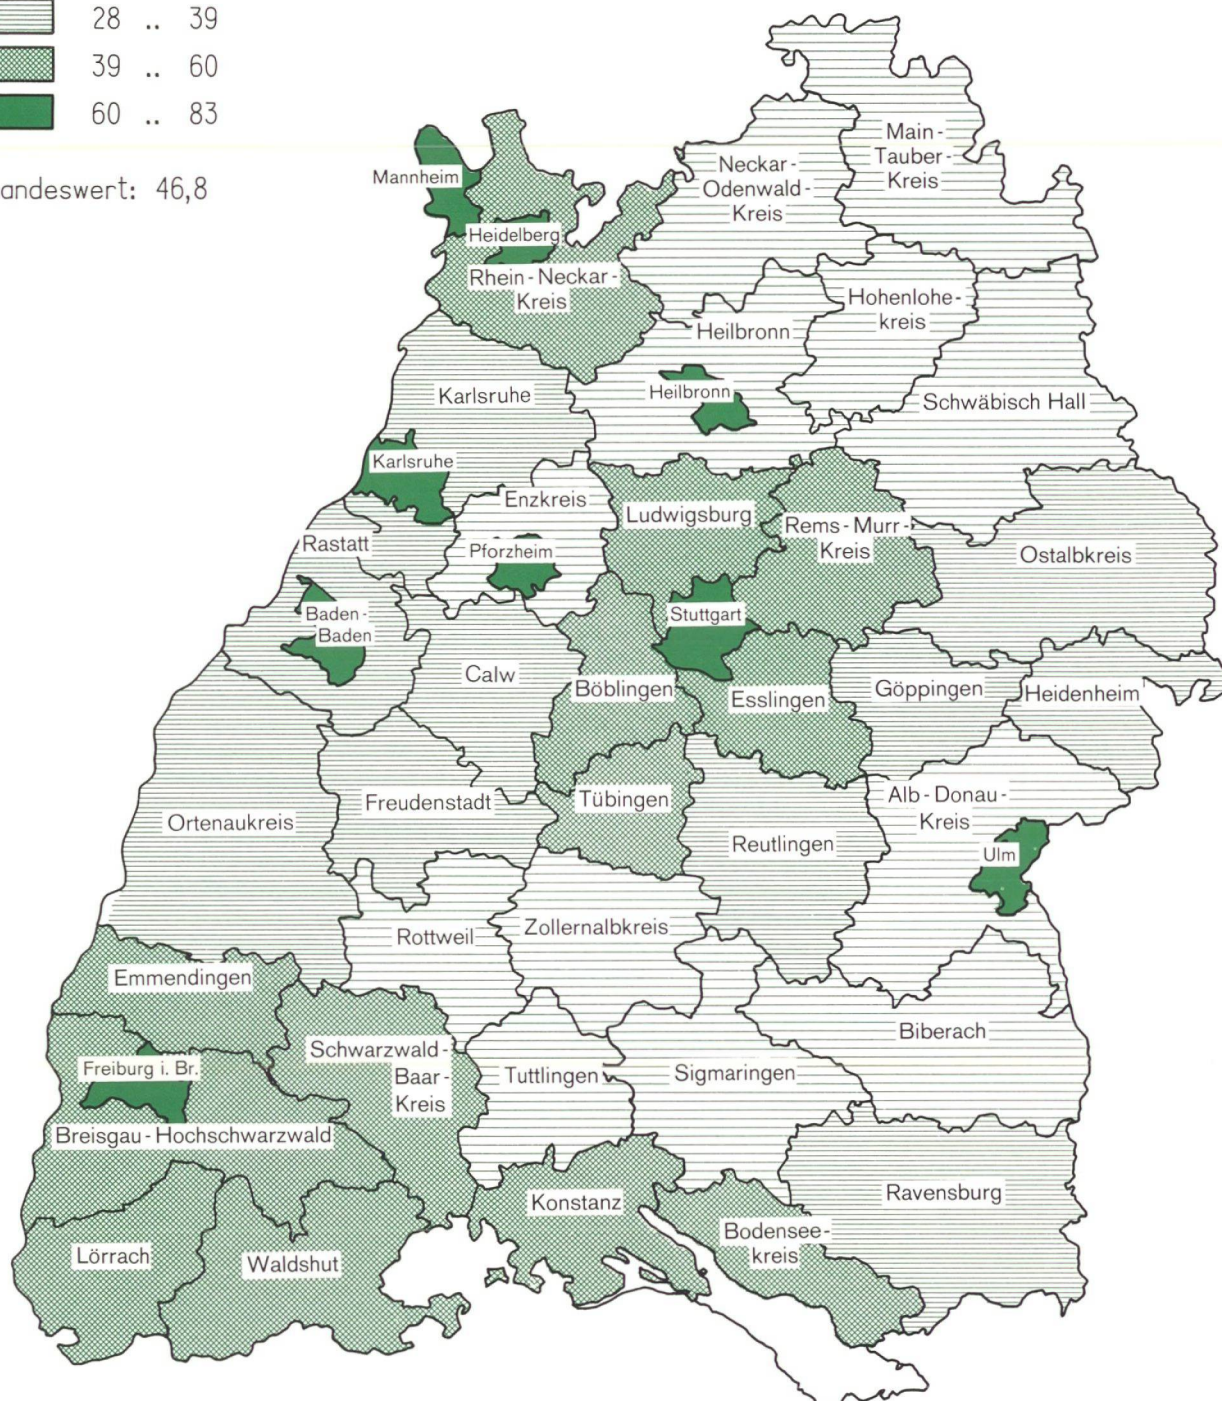 28 .. 39
39 .. 60
60 .. 83
andeswert: 46,8
Main-
Tauber-
Kreis
Neckar-
Odenwald-
Kreis
Mannheim
Heidelberg
Rhein-Neckar-
Kreis
Hohenlohe-
kreis
Heilbronn
Heilbronn
Karlsruhe
Schwäbisch Hall
Karlsruhe
Enzkreis
Ludwigsburg
Rems-Murr-
Kreis
Rastatt
Pforzheim
Ostalbkreis
Baden-
Baden
Stuttgart
Calw
Böblingen
Esslingen
Göppingen
Heidenheim
Freudenstadt
Tübingen
Alb-Donau-
Kreis
Ortenaukreis
Reutlingen
Ulm
Rottweil
Zollernalbkreis
Emmendingen
Schwarzwald-
Baar-
Kreis
Biberach
Freiburg i. Br.
Tuttlingen
Sigmaringen
Breisgau-Hochschwarzwald
Konstanz
Ravensburg
Bodensee-
kreis
Lörrach
Waldshut